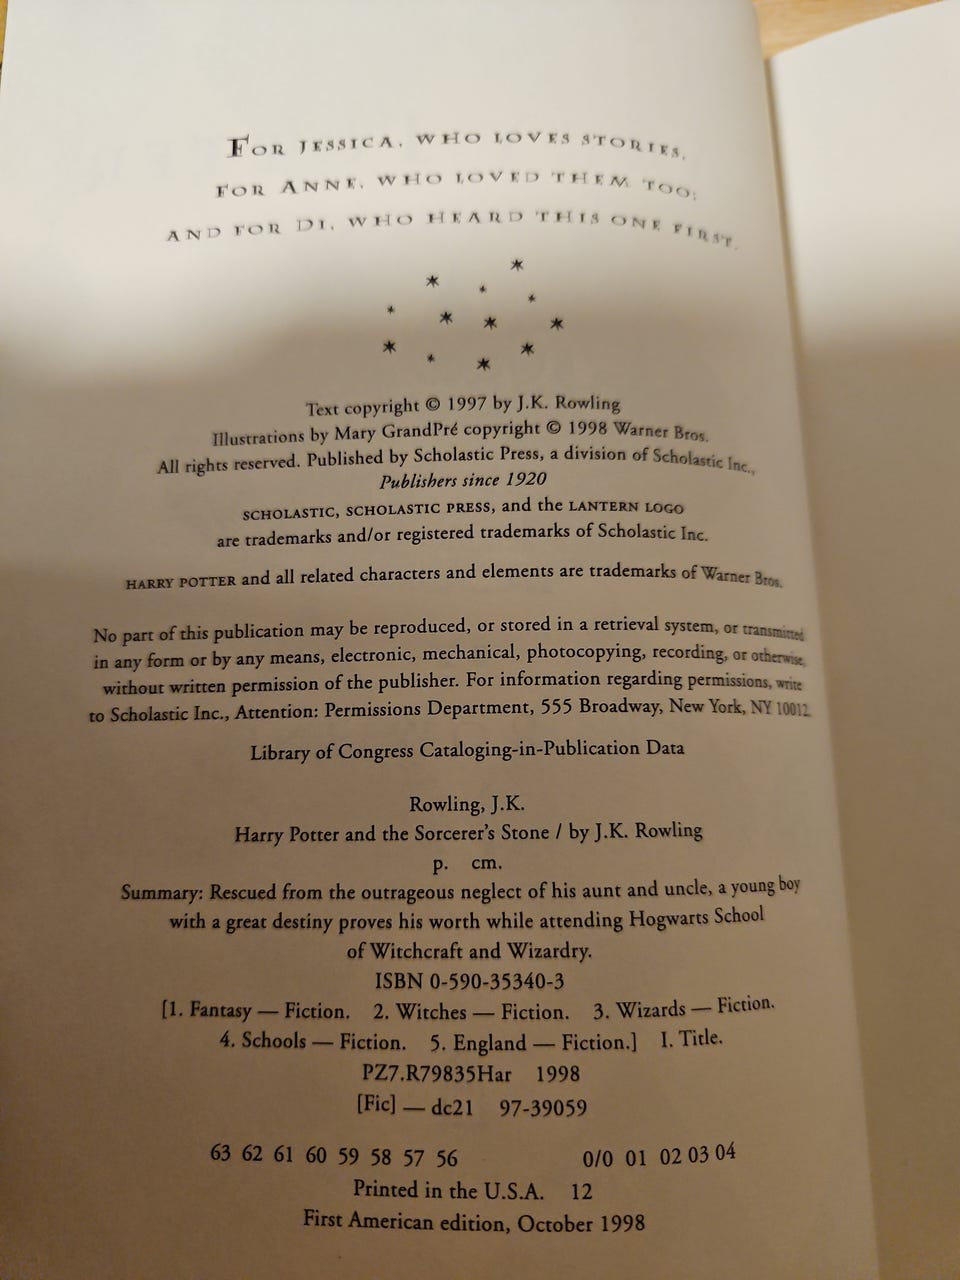 FOR JESSICA, WHO LOVES STORIES,
FOR ANNE, WHO LOVED THEM TOO;
AND FOR DI, WHO HEARD THIS ONE FIRST.
Text copyright © 1997 by J.K. Rowling
Illustrations by Mary GrandPré copyright © 1998 Warner Bros.
All rights reserved. Published by Scholastic Press, a division of Scholastic Inc.,
Publishers since 1920
SCHOLASTIC, SCHOLASTIC PRESS, and the LANTERN LOGO
are trademarks and/or registered trademarks of Scholastic Inc.
HARRY POTTER and all related characters and elements are trademarks of Warner Bros.
No part of this publication may be reproduced, or stored in a retrieval system, or transmitted
in any form or by any means, electronic, mechanical, photocopying, recording, or otherwise,
without written permission of the publisher. For information regarding permissions, write
to Scholastic Inc., Attention: Permissions Department, 555 Broadway, New York, NY 10012.
Library of Congress Cataloging-in-Publication Data
Rowling, J.K.
Harry Potter and the Sorcerer's Stone / by J.K. Rowling
p. cm.
Summary: Rescued from the outrageous neglect of his aunt and uncle, a young boy
with a great destiny proves his worth while attending Hogwarts School
of Witchcraft and Wizardry.
ISBN 0-590-35340-3
[1. Fantasy — Fiction. 2. Witches — Fiction. 3. Wizards — Fiction.
4. Schools — Fiction. 5. England — Fiction.] I. Title.
PZ7.R79835Har 1998
[Fic] — dc21 97-39059
63 62 61 60 59 58 57 56 0/0 01 02 03 04
Printed in the U.S.A. 12
First American edition, October 1998